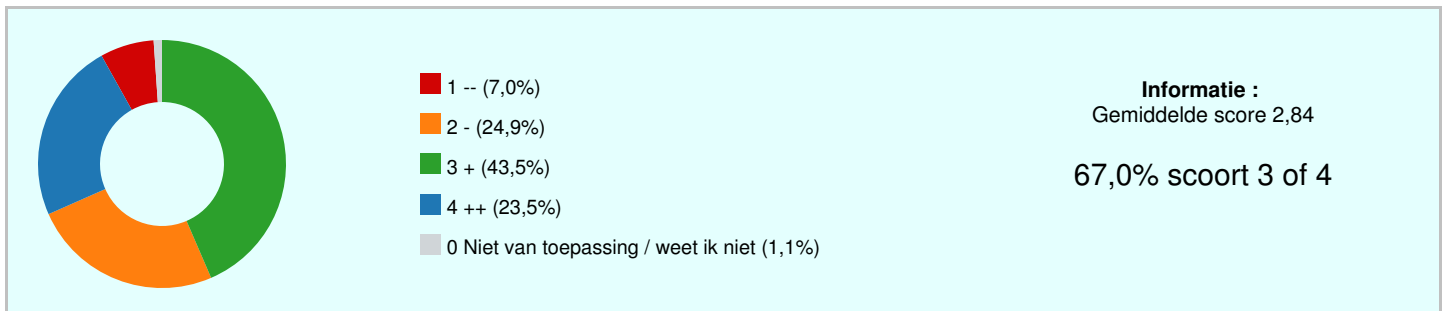 1 -- (7,0%)
2 - (24,9%)
3 + (43,5%)
4 ++ (23,5%)
0 Niet van toepassing / weet ik niet (1,1%)
Informatie :
Gemiddelde score 2,84
67,0% scoort 3 of 4